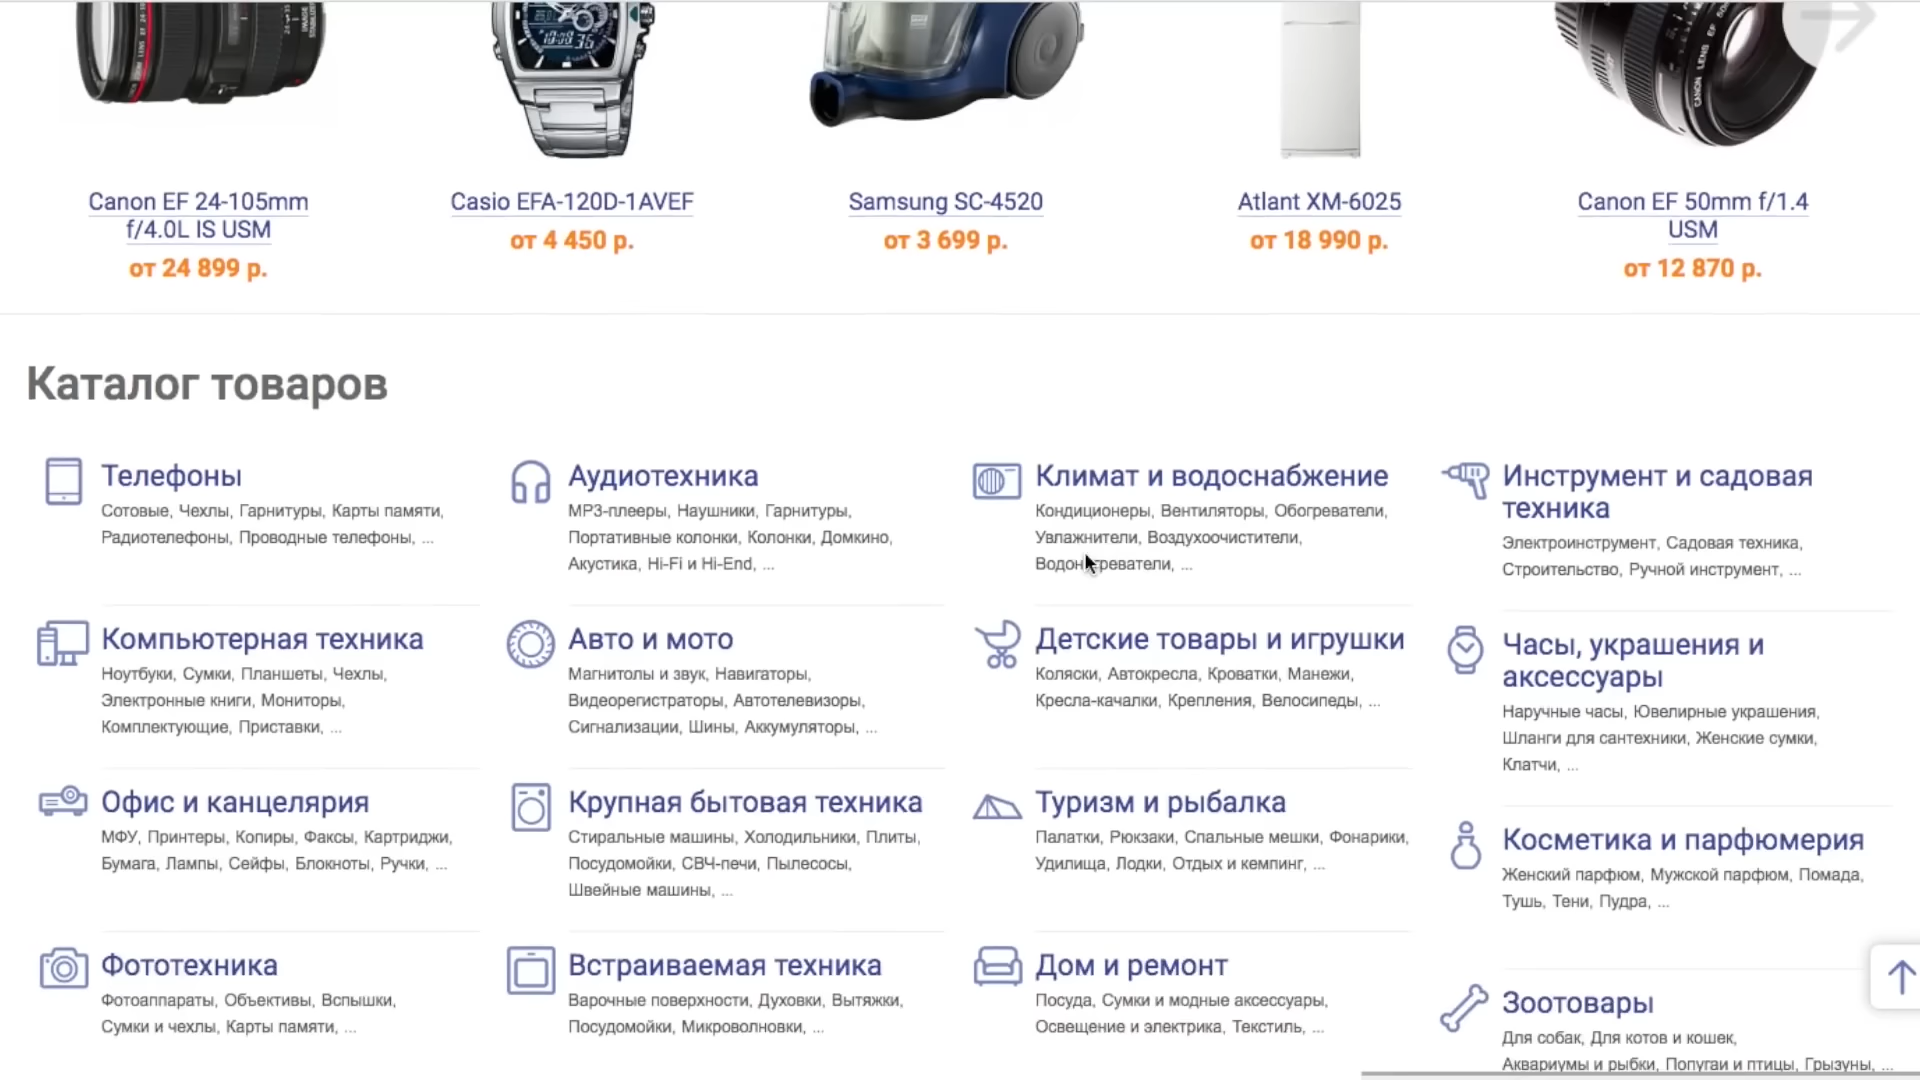 Canon EF 24-105mm
f/4.0L IS USM
от 24 899 р.
Casio EFA-120D-1AVEF
от 4 450 р.
Samsung SC-4520
от 3 699 р.
Atlant XM-6025
от 18 990 р.
Canon EF 50mm f/1.4
USM
от 12 870 р.
Каталог товаров
Телефоны
Сотовые, Чехлы, Гарнитуры, Карты памяти,
Радиотелефоны, Проводные телефоны, ...
Компьютерная техника
Ноутбуки, Сумки, Планшеты, Чехлы,
Электронные книги, Мониторы,
Комплектующие, Приставки, ...
Офис и канцелярия
МФУ, Принтеры, Копиры, Факсы, Картриджи,
Бумага, Лампы, Сейфы, Блокноты, Ручки, ...
Фототехника
Фотоаппараты, Объективы, Вспышки,
Сумки и чехлы, Карты памяти, ...
Аудиотехника
MP3-плееры, Наушники, Гарнитуры,
Портативные колонки, Колонки, Домкино,
Акустика, Hi-Fi и Hi-End, ...
Авто и мото
Магнитолы и звук, Навигаторы,
Видеорегистраторы, Автотелевизоры,
Сигнализации, Шины, Аккумуляторы, ...
Крупная бытовая техника
Стиральные машины, Холодильники, Плиты,
Посудомойки, СВЧ-печи, Пылесосы,
Швейные машины, ...
Встраиваемая техника
Варочные поверхности, Духовки, Вытяжки,
Посудомойки, Микроволновки, ...
Климат и водоснабжение
Кондиционеры, Вентиляторы, Обогреватели,
Увлажнители, Воздухоочистители,
Водонагреватели, ...
Детские товары и игрушки
Коляски, Автокресла, Кроватки, Манежи,
Кресла-качалки, Крепления, Велосипеды, ...
Туризм и рыбалка
Палатки, Рюкзаки, Спальные мешки, Фонарики,
Удилища, Лодки, Отдых и кемпинг, ...
Дом и ремонт
Посуда, Сумки и модные аксессуары,
Освещение и электрика, Текстиль, ...
Инструмент и садовая
техника
Электроинструмент, Садовая техника,
Строительство, Ручной инструмент, ...
Часы, украшения и
аксессуары
Наручные часы, Ювелирные украшения,
Шланги для сантехники, Женские сумки,
Клатчи, ...
Косметика и парфюмерия
Женский парфюм, Мужской парфюм, Помада,
Тушь, Тени, Пудра, ...
Зоотовары
Для собак, Для котов и кошек,
Аквариумы и рыбки, Попугаи и птицы, Грызуны, ...